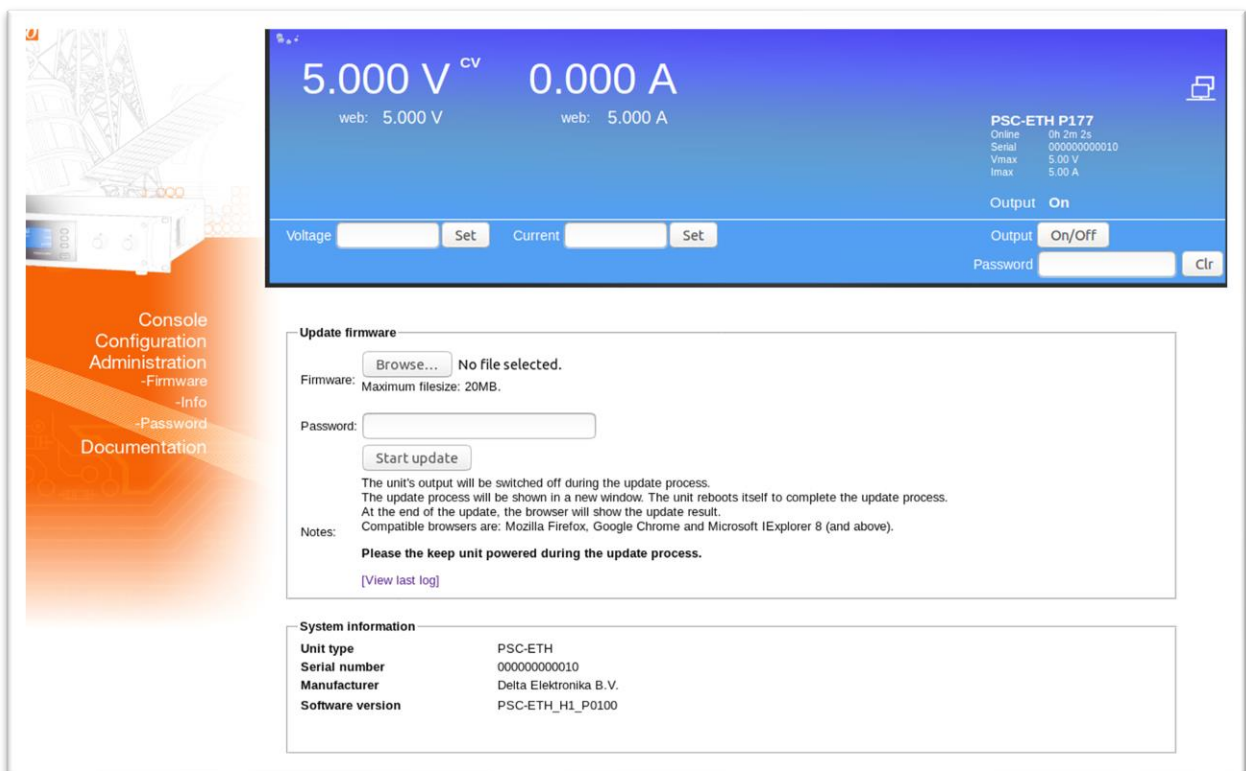 5.000 V CV 0.000 A
web: 5.000 V web: 5.000 A
PSC-ETH P177
Online 0h 2m 2s
Serial 000000000010
Vmax 5.00 V
Imax 5.00 A
Output On
Voltage Set Current Set Output On/Off
Password Clr
Console
Configuration
Administration
-Firmware
-Info
-Password
Documentation
Update firmware
Firmware: Browse... No file selected.
Maximum filesize: 20MB.
Password:
Start update
Notes:
The unit's output will be switched off during the update process.
The update process will be shown in a new window. The unit reboots itself to complete the update process.
At the end of the update, the browser will show the update result.
Compatible browsers are: Mozilla Firefox, Google Chrome and Microsoft IExplorer 8 (and above).
Please the keep unit powered during the update process.
[View last log]
System information
Unit type PSC-ETH
Serial number 000000000010
Manufacturer Delta Elektronika B.V.
Software version PSC-ETH_H1_P0100